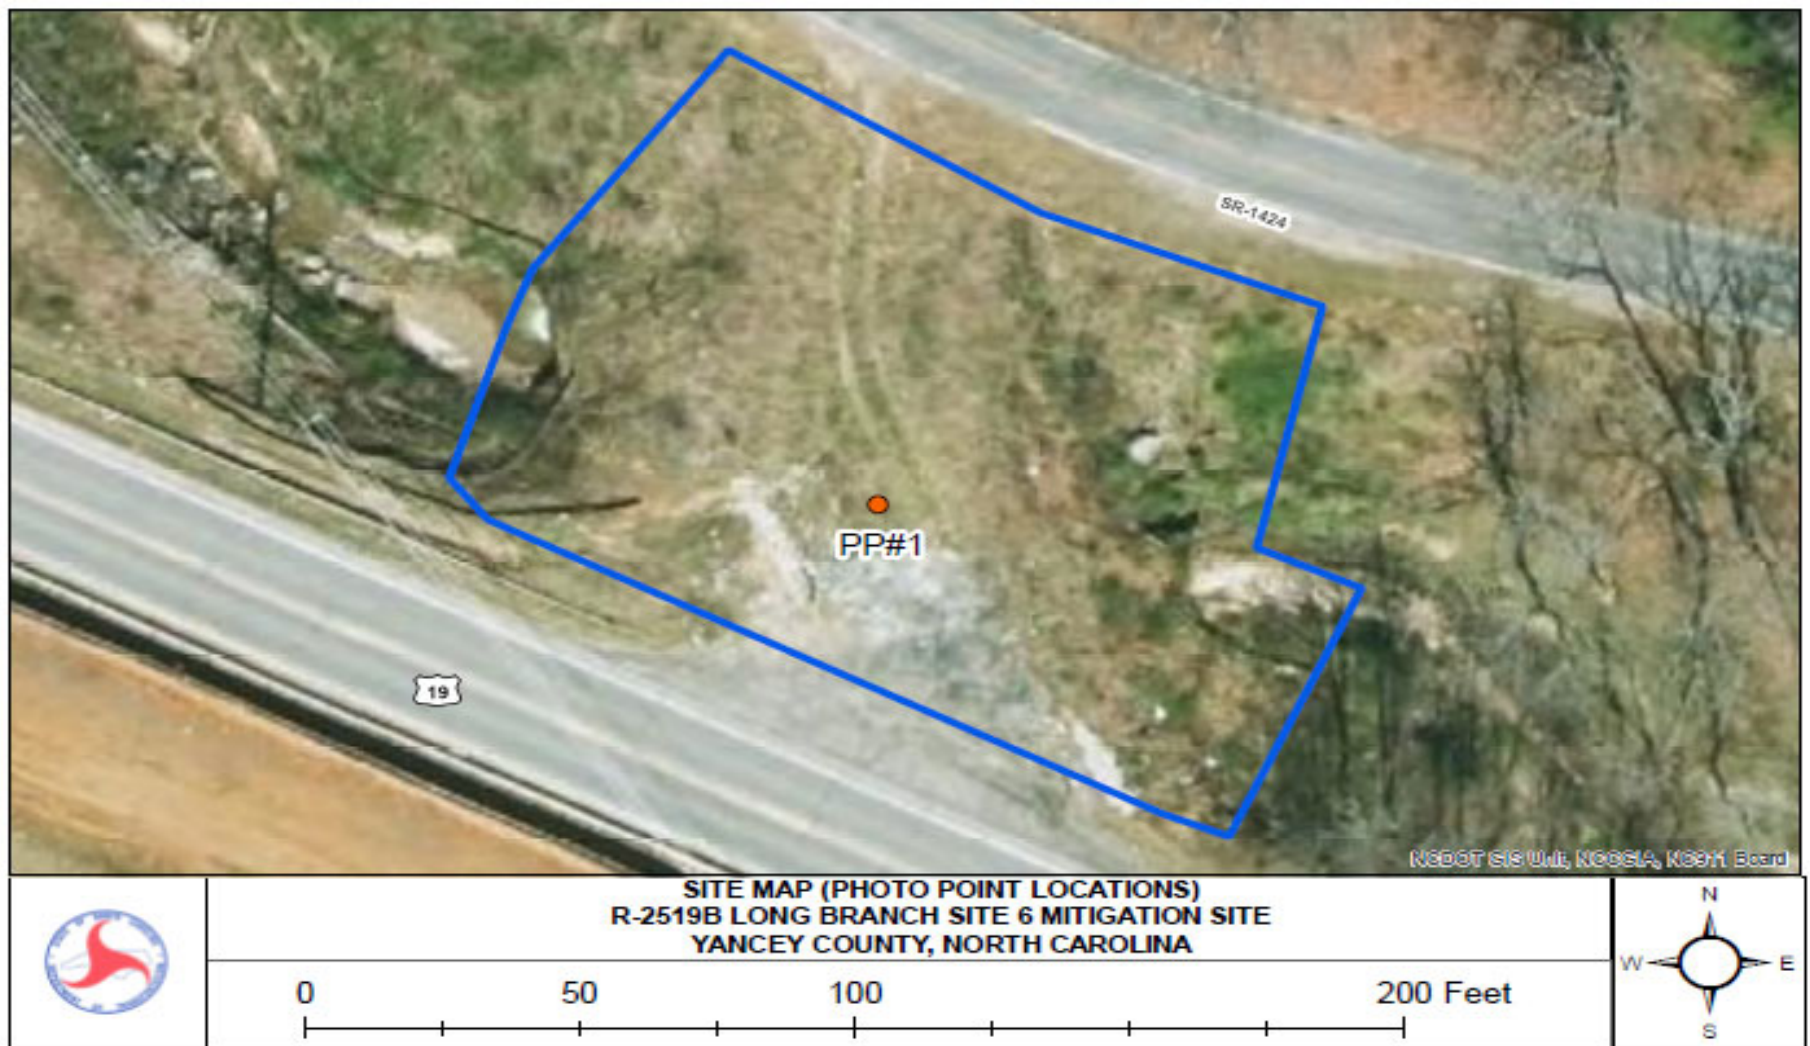 SR-1424
PP#1
19
NCDOT GIS Unit, NCCGIA, NC911 Board
SITE MAP (PHOTO POINT LOCATIONS)
R-2519B LONG BRANCH SITE 6 MITIGATION SITE
YANCEY COUNTY, NORTH CAROLINA
0 50 100 200 Feet
N
W E
S